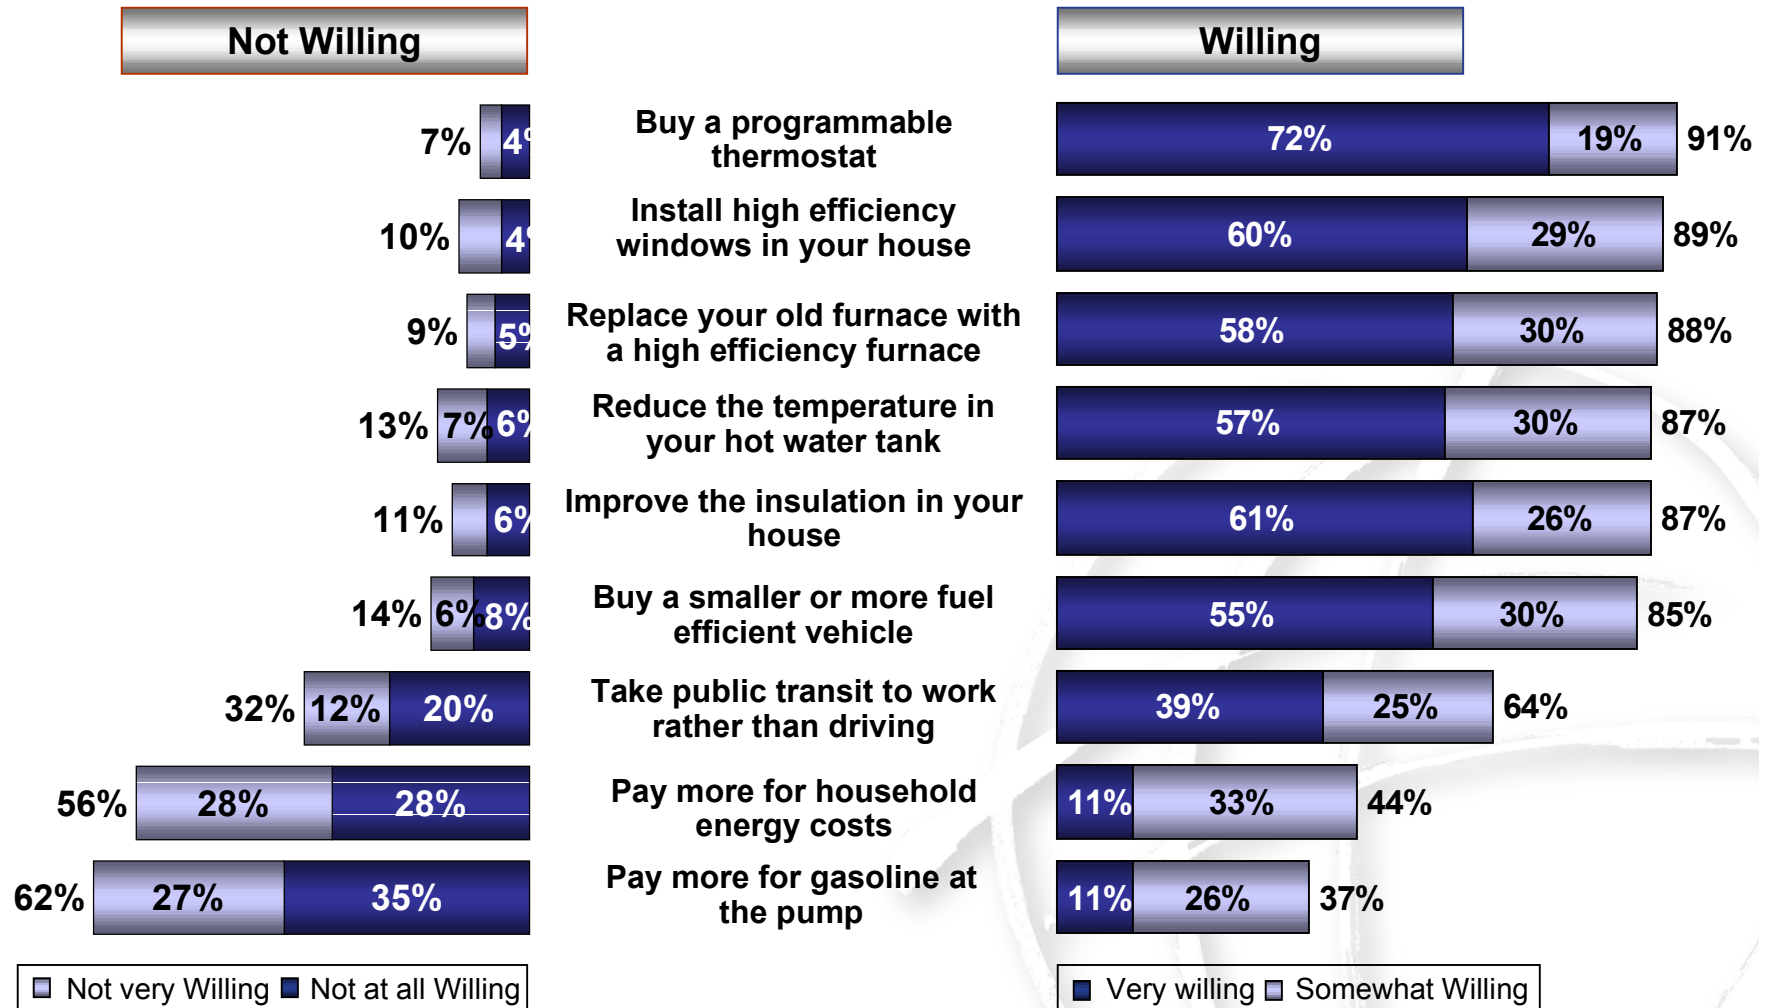 Not Willing
Willing
7% 4%
Buy a programmable
thermostat
72% 19% 91%
10% 4%
Install high efficiency
windows in your house
60% 29% 89%
9% 5%
Replace your old furnace with
a high efficiency furnace
58% 30% 88%
13% 7% 6%
Reduce the temperature in
your hot water tank
57% 30% 87%
11% 6%
Improve the insulation in your
house
61% 26% 87%
14% 6% 8%
Buy a smaller or more fuel
efficient vehicle
55% 30% 85%
32% 12% 20%
Take public transit to work
rather than driving
39% 25% 64%
56% 28% 28%
Pay more for household
energy costs
11% 33% 44%
62% 27% 35%
Pay more for gasoline at
the pump
11% 26% 37%
Not very Willing Not at all Willing
Very willing Somewhat Willing